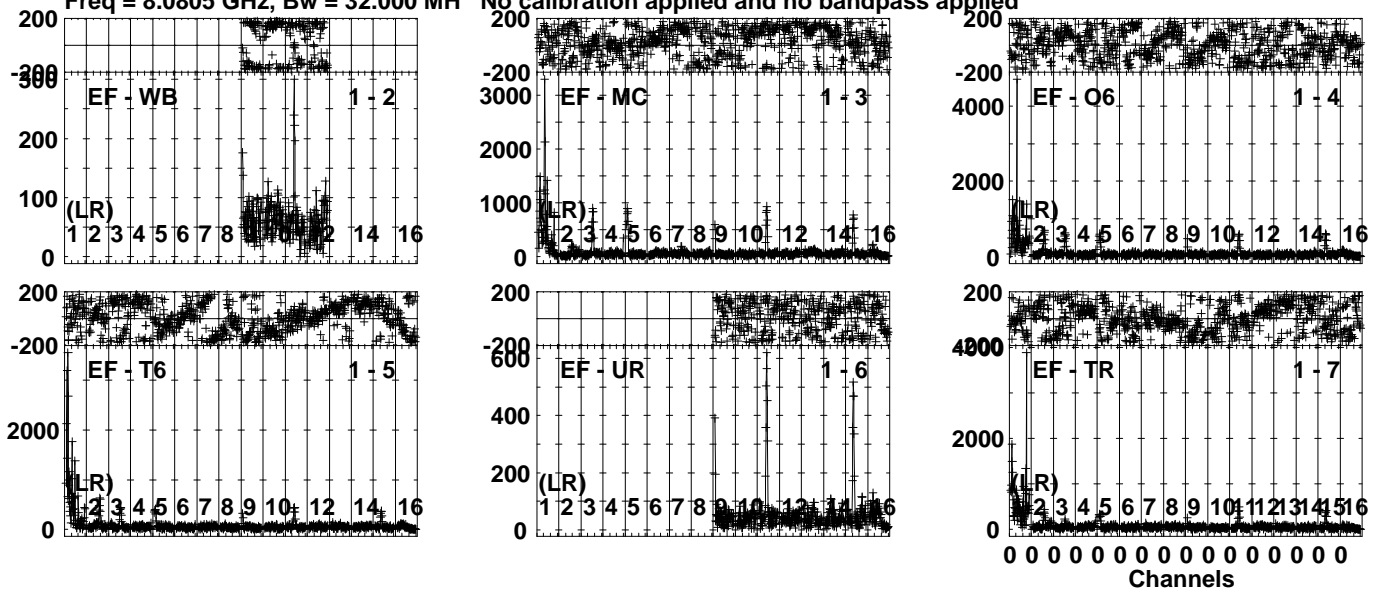 Freq = 8.0805 GHz, Bw = 32.000 MH No calibration applied and no bandpass applied
200
-200
300
200
100
0
EF - WB 1 - 2
(LR)
1 2 3 4 5 6 7 8 12 14 16
200
-200
3000
2000
1000
0
EF - MC 1 - 3
(LR)
2 3 4 5 6 7 8 9 10 12 14 16
200
-200
4000
2000
0
EF - O6 1 - 4
(LR)
2 3 4 5 6 7 8 9 10 12 14 16
200
-200
2000
0
EF - T6 1 - 5
(LR)
2 3 4 5 6 7 8 9 10 12 14 16
200
-200
600
400
200
0
EF - UR 1 - 6
(LR)
1 2 3 4 5 6 7 8 9 10 12 14 16
200
-200
4000
2000
0
EF - TR 1 - 7
(LR)
2 3 4 5 6 7 8 9 10 11 12 13 14 15 16
0 0 0 0 0 0 0 0 0 0 0 0 0 0 0 0
Channels